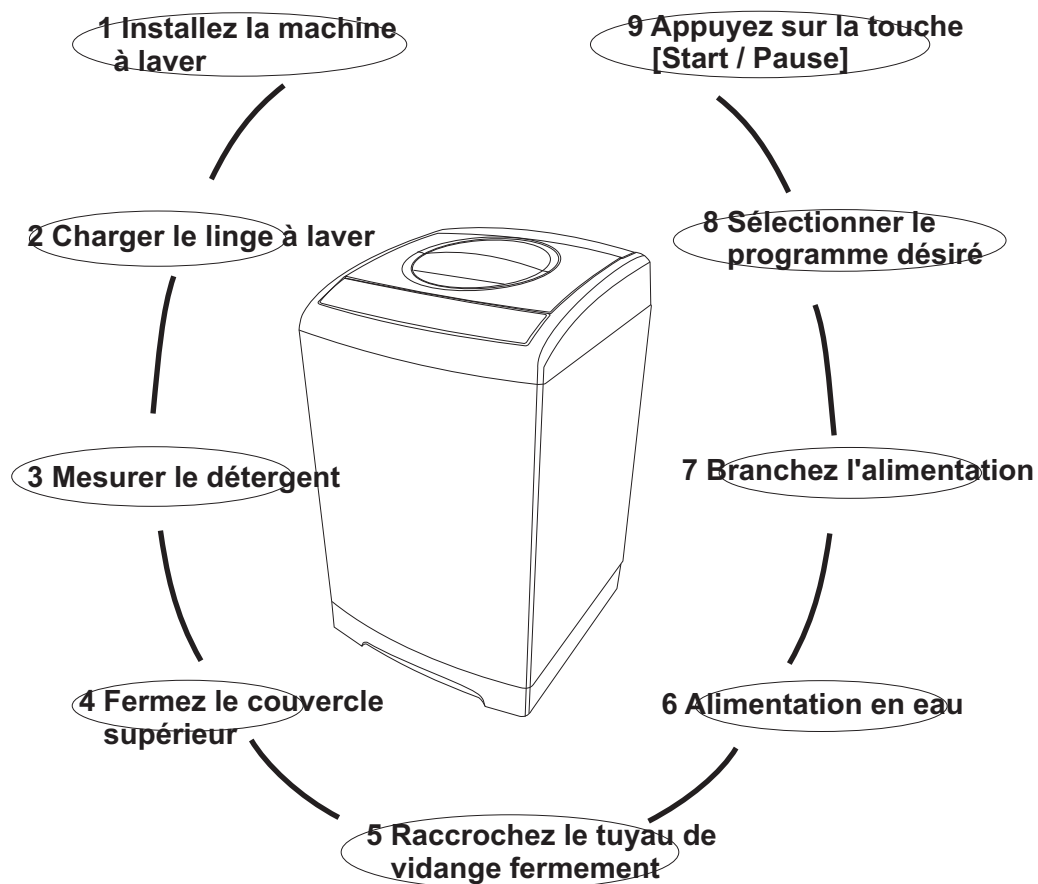 1 Installez la machine
à laver
2 Charger le linge à laver
3 Mesurer le détergent
4 Fermez le couvercle
supérieur
5 Raccrochez le tuyau de
vidange fermement
6 Alimentation en eau
7 Branchez l'alimentation
8 Sélectionner le
programme désiré
9 Appuyez sur la touche
[Start / Pause]